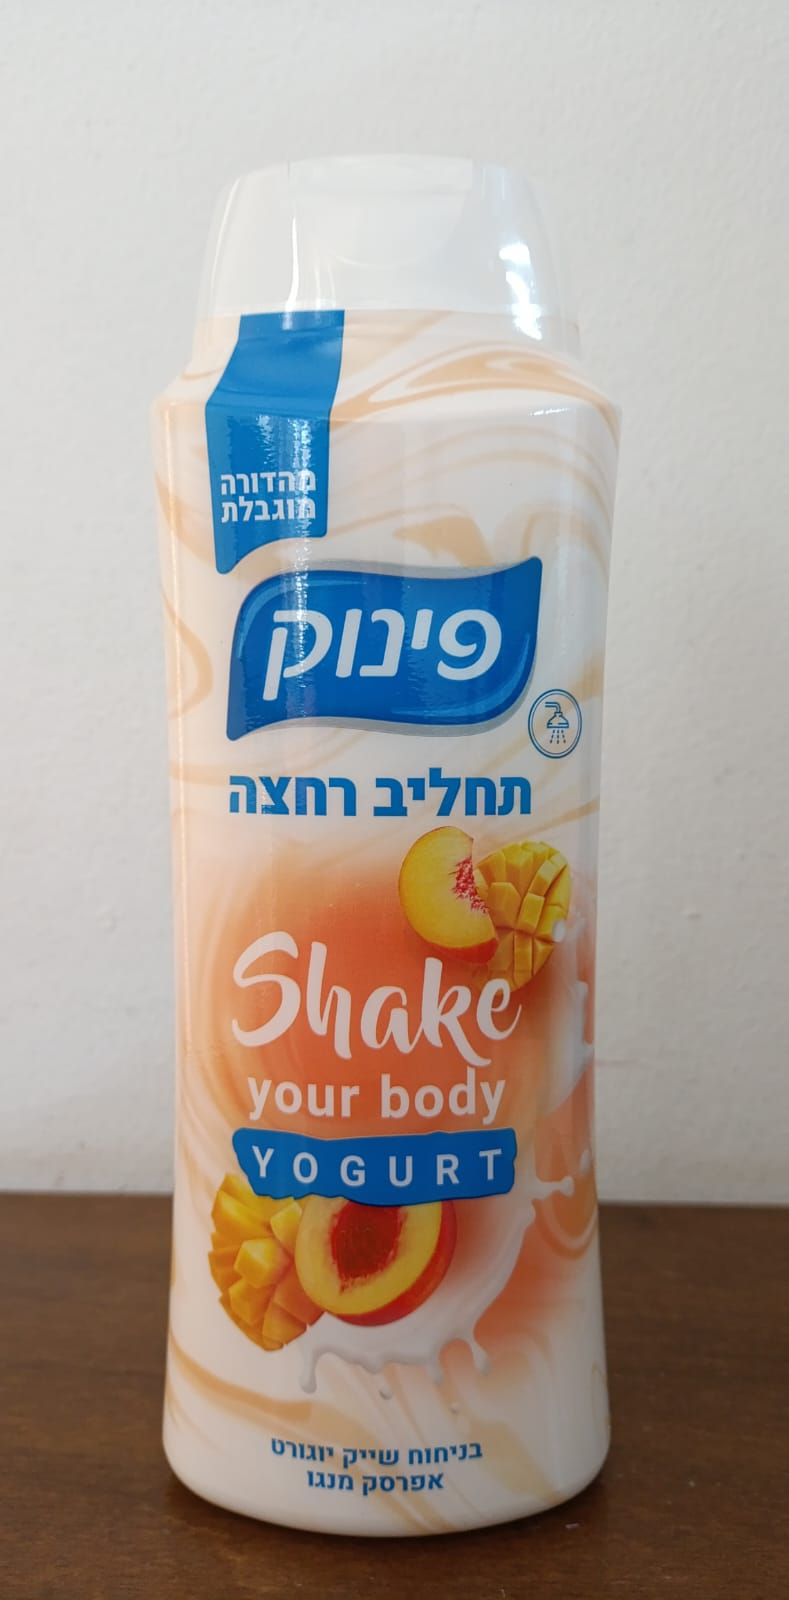 מהדורה
מוגבלת
פינוק
תחליב רחצה
Shake
your body
YOGURT
בניחוח שייק יוגורט
אפרסק מנגו